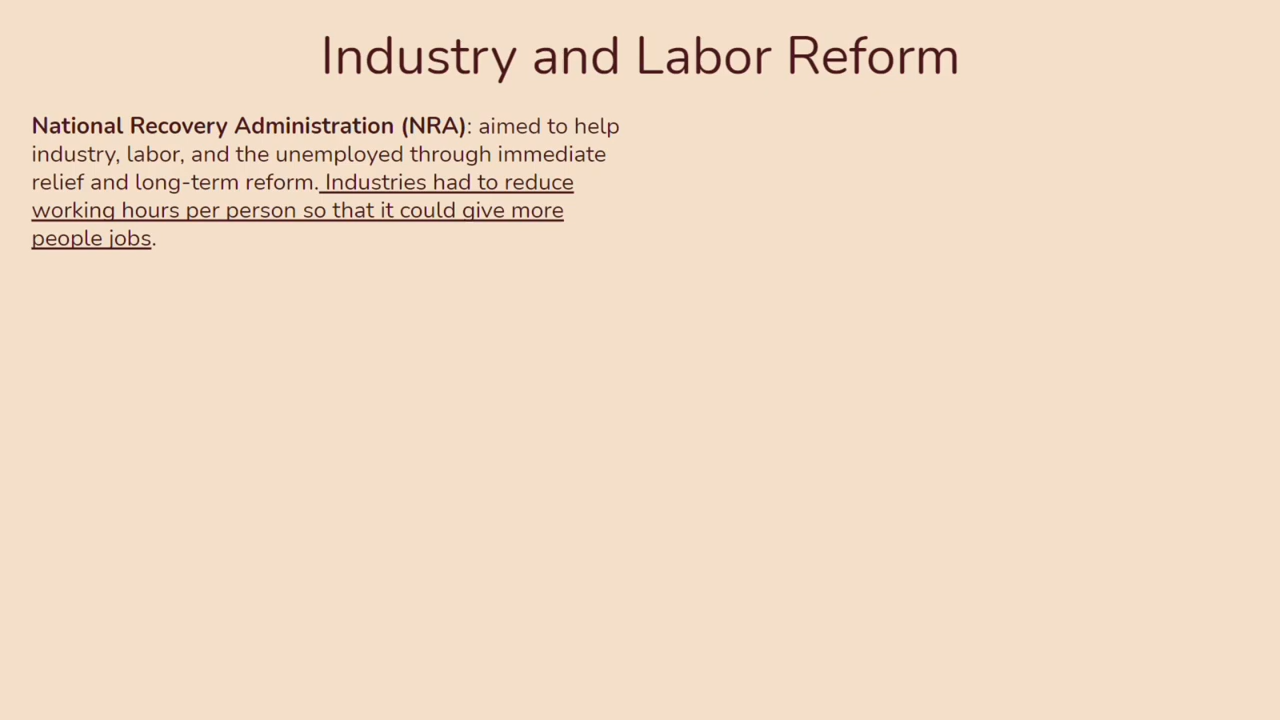 Industry and Labor Reform
National Recovery Administration (NRA): aimed to help
industry, labor, and the unemployed through immediate
relief and long-term reform. Industries had to reduce
working hours per person so that it could give more
people jobs.